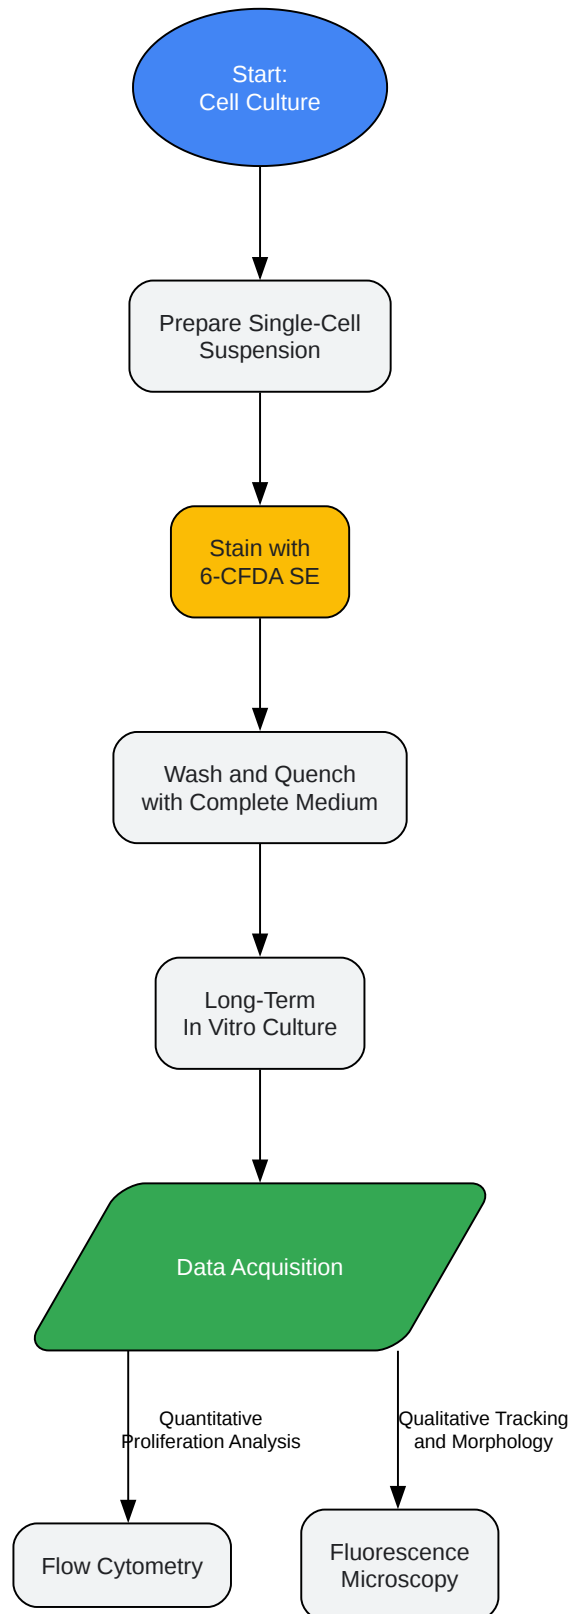 Start:
Cell Culture
Prepare Single-Cell
Suspension
Stain with
6-CFDA SE
Wash and Quench
with Complete Medium
Long-Term
In Vitro Culture
Data Acquisition
Quantitative
Proliferation Analysis
Qualitative Tracking
and Morphology
Flow Cytometry
Fluorescence
Microscopy